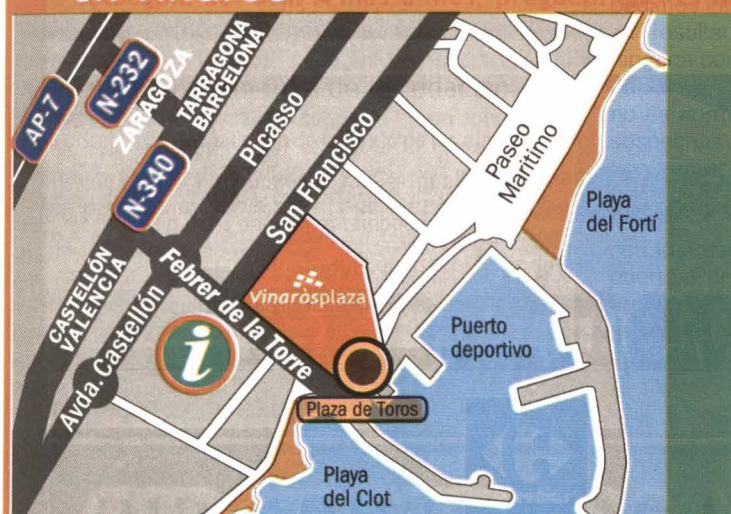 AP-7
N-232
ZARAGOZA
TARRAGONA
BARCELONA
Picasso
San Francisco
Paseo
Marítimo
Playa
del Fortí
N-340
CASTELLÓN
VALENCIA
Febrer de la Torre
Vinaròsplaza
Avda. Castellón
i
Puerto
deportivo
Plaza de Toros
Playa
del Clot